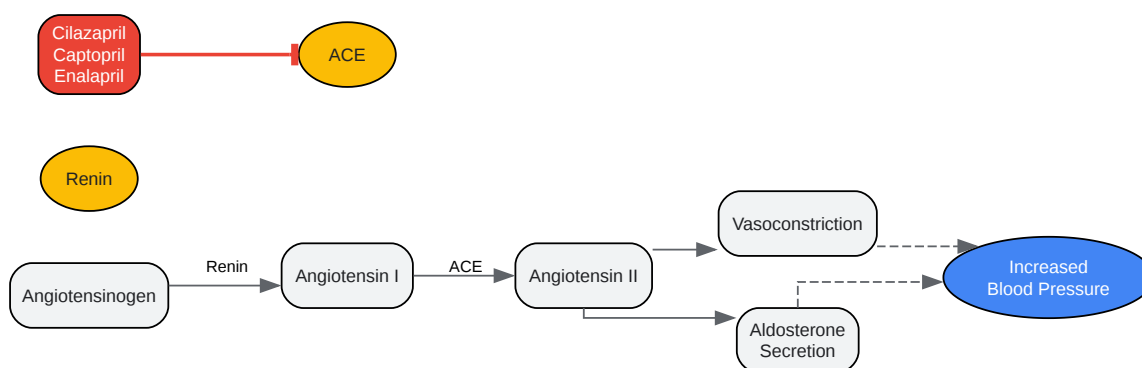 Cilazapril
Captopril
Enalapril
ACE
Renin
Vasoconstriction
Renin
ACE
Angiotensinogen
Angiotensin I
Angiotensin II
Increased
Blood Pressure
Aldosterone
Secretion